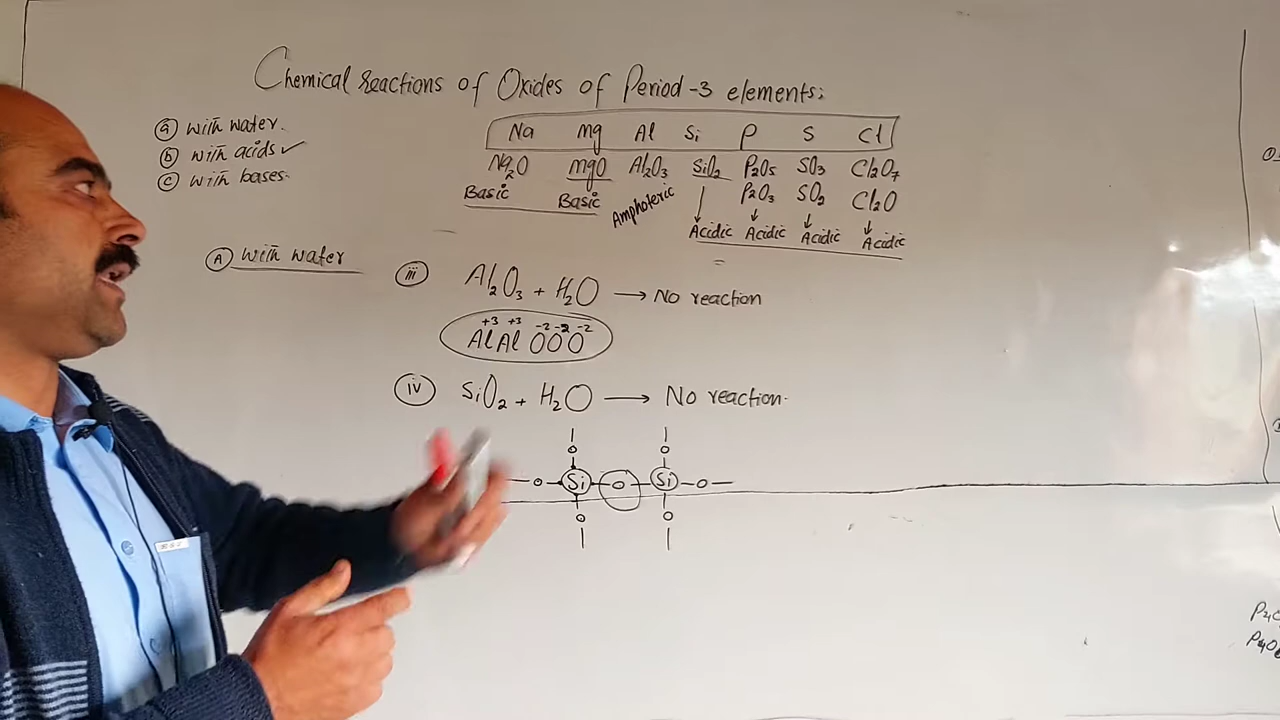 Chemical reactions of Oxides of Period-3 elements:
(a) with water.
(b) with acids ✓
(c) with bases.
Na Mg Al Si P S Cl
Na₂O MgO Al₂O₃ SiO₂ P₂O₅ SO₃ Cl₂O₇
P₂O₃ SO₂ Cl₂O
Basic Basic Amphoteric ↓ ↓ ↓ ↓
Acidic Acidic Acidic Acidic
(A) with water
(iii) Al₂O₃ + H₂O → No reaction
+3 +3 -2 -2 -2
Al Al O O O
(iv) SiO₂ + H₂O → No reaction.
O O
-O-Si-O-Si-O-
O O